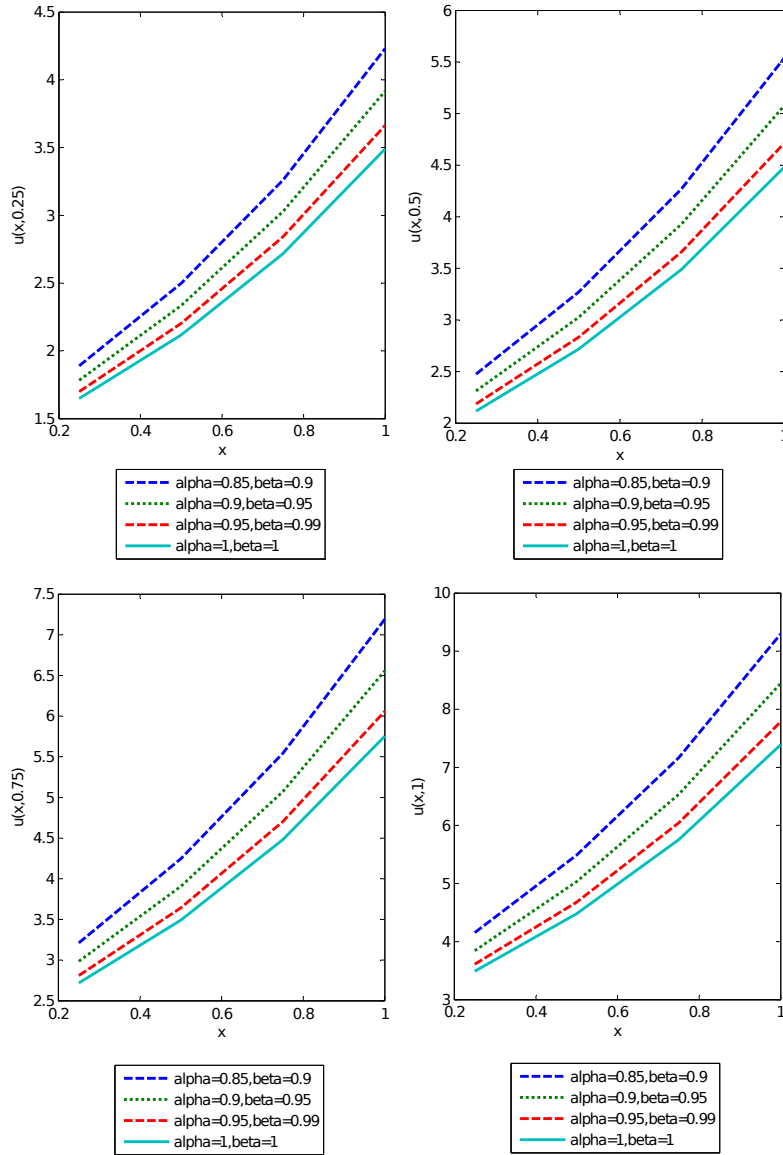 4.5
4
3.5
3
2.5
2
1.5
0.2 0.4 0.6 0.8 1
x
u(x,0.25)
alpha=0.85,beta=0.9
alpha=0.9,beta=0.95
alpha=0.95,beta=0.99
alpha=1,beta=1
6
5.5
5
4.5
4
3.5
3
2.5
2
0.2 0.4 0.6 0.8 1
x
u(x,0.5)
alpha=0.85,beta=0.9
alpha=0.9,beta=0.95
alpha=0.95,beta=0.99
alpha=1,beta=1
7.5
7
6.5
6
5.5
5
4.5
4
3.5
3
2.5
0.2 0.4 0.6 0.8 1
x
u(x,0.75)
alpha=0.85,beta=0.9
alpha=0.9,beta=0.95
alpha=0.95,beta=0.99
alpha=1,beta=1
10
9
8
7
6
5
4
3
0.2 0.4 0.6 0.8 1
x
u(x,1)
alpha=0.85,beta=0.9
alpha=0.9,beta=0.95
alpha=0.95,beta=0.99
alpha=1,beta=1